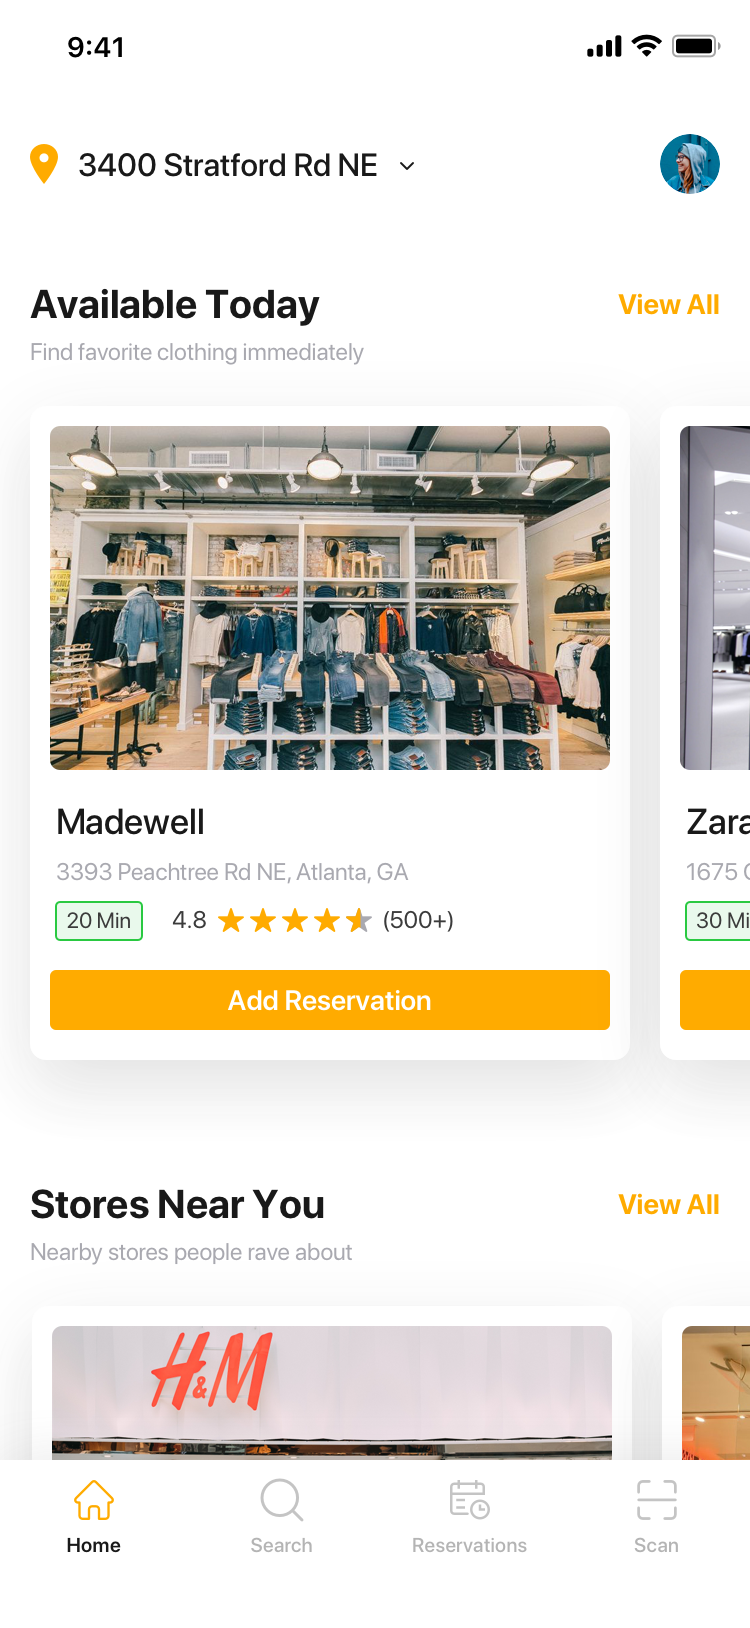 9:41
3400 Stratford Rd NE
Available Today
View All
Find favorite clothing immediately
Madewell
3393 Peachtree Rd NE, Atlanta, GA
20 Min
4.8
(500+)
Add Reservation
Zara
1675
30 Mi
Stores Near You
View All
Nearby stores people rave about
H&M
Home
Search
Reservations
Scan